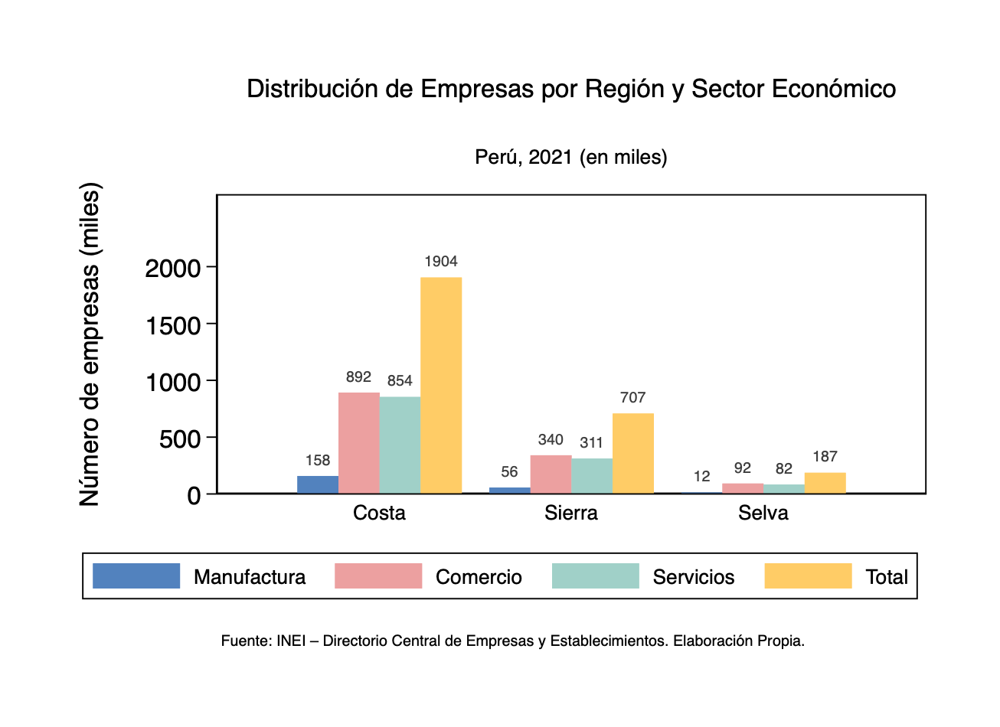 Distribución de Empresas por Región y Sector Económico
Perú, 2021 (en miles)
Número de empresas (miles)
2000
1500
1000
500
0
158
892
854
1904
56
340
311
707
12
92
82
187
Costa
Sierra
Selva
Manufactura
Comercio
Servicios
Total
Fuente: INEI – Directorio Central de Empresas y Establecimientos. Elaboración Propia.